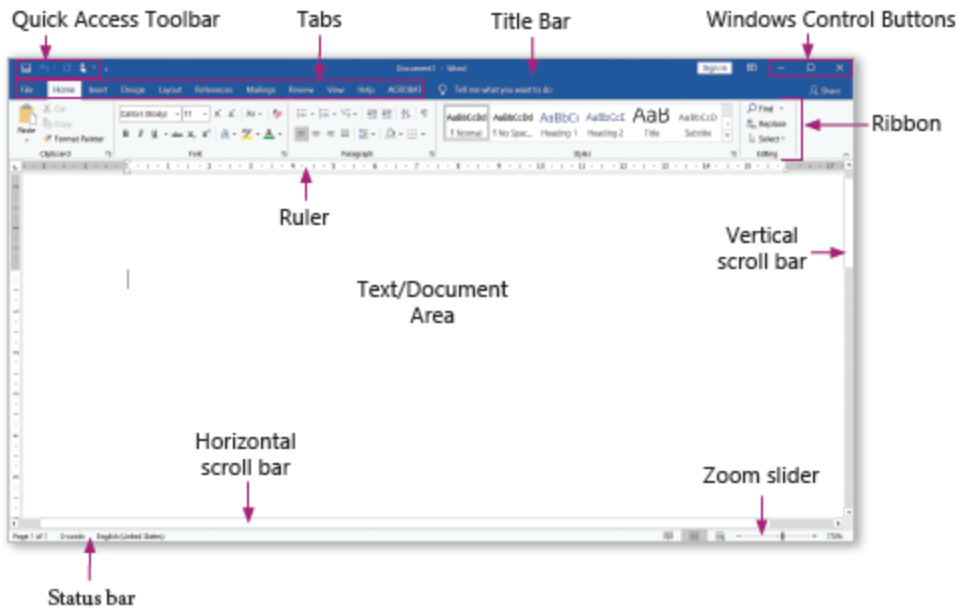 Quick Access Toolbar
Tabs
Title Bar
Windows Control Buttons
Document1 - Word
Sign in
File Home Insert Design Layout References Mailings Review View Help ACROBAT Tell me what you want to do
Share
Paste
Cut
Copy
Format Painter
Clipboard
Calibri (Body) 11
B I U abc
Font
Paragraph
AaBbCcDd AaBbCcDd AaBbCc AaBbCcC AaB AaBbCcD
1 Normal 1 No Spac... Heading 1 Heading 2 Title Subtitle
Styles
Find
Replace
Select
Editing
Ribbon
Ruler
Vertical
scroll bar
Text/Document
Area
Horizontal
scroll bar
Zoom slider
Page 1 of 1 0 words English (United States)
Status bar